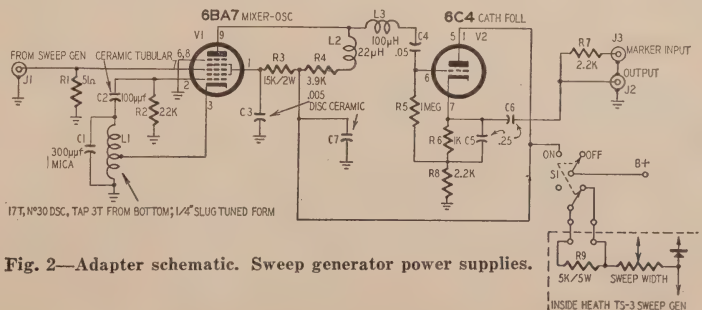 6BA7 MIXER-OSC
6C4 CATH FOLL
V1
9
L3
100μH
C4
.05
5
1
V2
R7
2.2K
J3
MARKER INPUT
FROM SWEEP GEN
CERAMIC TUBULAR
6,8
7
2
1
3
L2
22μH
OUTPUT
J2
J1
R1
51Ω
C2
100μμf
R2
22K
R3
15K/2W
R4
3.9K
.005
DISC CERAMIC
6
7
R5
1MEG
C6
C1
300μμf
MICA
L1
C3
C7
R6
1K
C5
.25
R8
2.2K
ON
OFF
S1
B+
17T, Nº30 DSC, TAP 3T FROM BOTTOM; 1/4" SLUG TUNED FORM
R9
5K/5W
SWEEP WIDTH
INSIDE HEATH TS-3 SWEEP GEN
Fig. 2—Adapter schematic. Sweep generator power supplies.